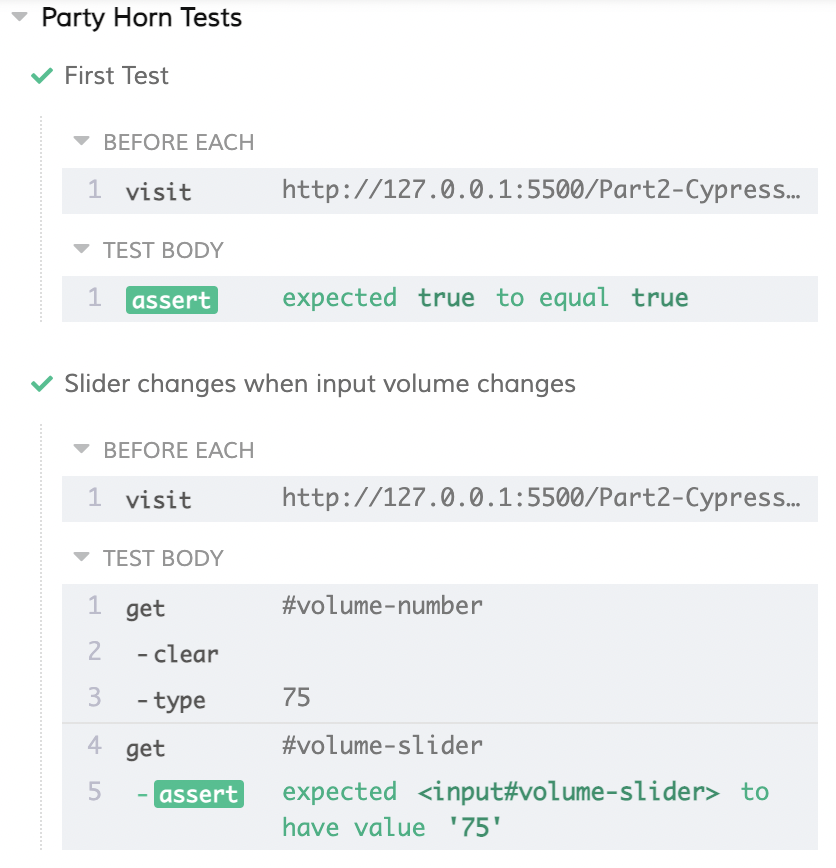 Party Horn Tests
First Test
BEFORE EACH
1 visit http://127.0.0.1:5500/Part2-Cypress…
TEST BODY
1 assert expected true to equal true
Slider changes when input volume changes
BEFORE EACH
1 visit http://127.0.0.1:5500/Part2-Cypress…
TEST BODY
1 get #volume-number
2 -clear
3 -type 75
4 get #volume-slider
5 -assert expected <input#volume-slider> to
have value '75'